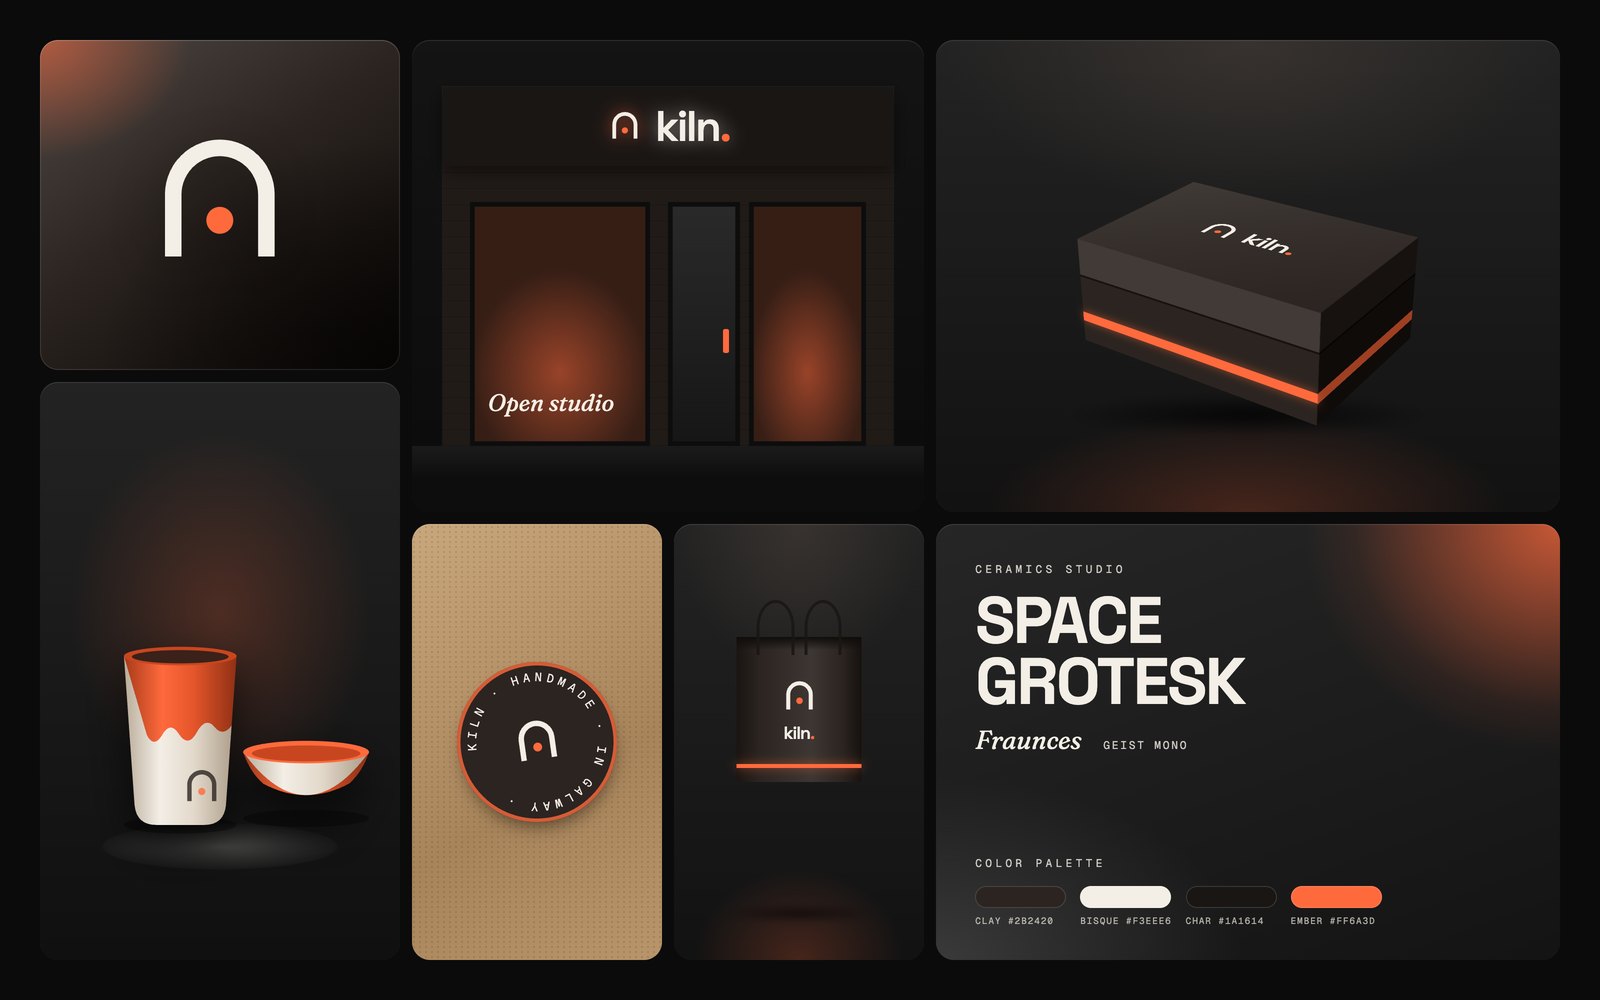 kiln.
Open studio
kiln.
KILN · HANDMADE · IN GALWAY ·
kiln.
CERAMICS STUDIO
SPACE
GROTESK
Fraunces GEIST MONO
COLOR PALETTE
CLAY #2B2420 BISQUE #F3EEE6 CHAR #1A1614 EMBER #FF6A3D